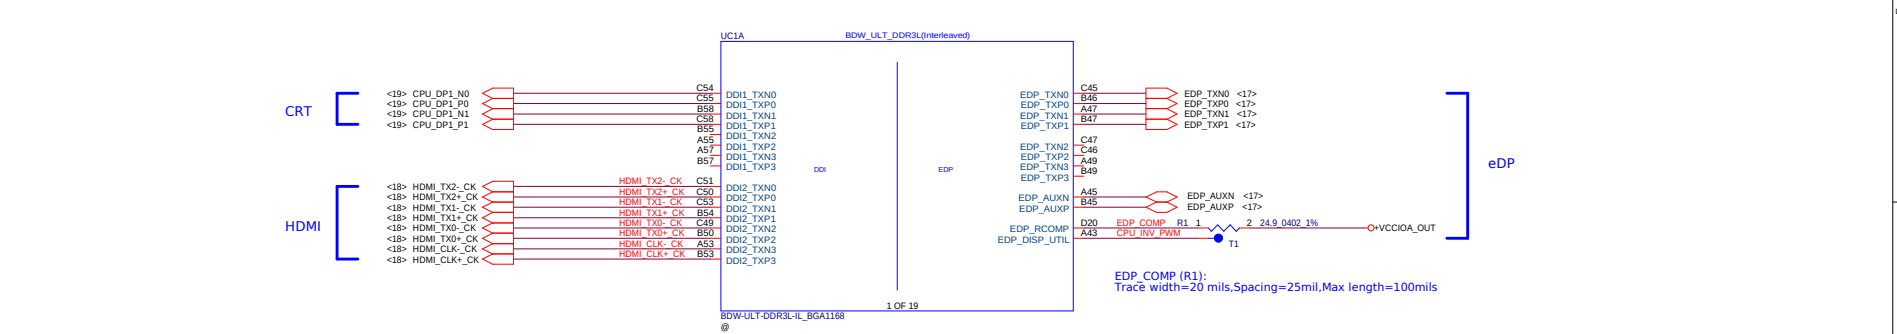 UC1A
BDW_ULT_DDR3L(Interleaved)
CRT
<19> CPU_DP1_N0
<19> CPU_DP1_P0
<19> CPU_DP1_N1
<19> CPU_DP1_P1
C54
C55
B58
C58
B55
A55
A57
B57
DDI1_TXN0
DDI1_TXP0
DDI1_TXN1
DDI1_TXP1
DDI1_TXN2
DDI1_TXP2
DDI1_TXN3
DDI1_TXP3
HDMI
<18> HDMI_TX2-_CK
<18> HDMI_TX2+_CK
<18> HDMI_TX1-_CK
<18> HDMI_TX1+_CK
<18> HDMI_TX0-_CK
<18> HDMI_TX0+_CK
<18> HDMI_CLK-_CK
<18> HDMI_CLK+_CK
HDMI_TX2-_CK C51
HDMI_TX2+_CK C50
HDMI_TX1-_CK C53
HDMI_TX1+_CK B54
HDMI_TX0-_CK C49
HDMI_TX0+_CK B50
HDMI_CLK-_CK A53
HDMI_CLK+_CK B53
DDI2_TXN0
DDI2_TXP0
DDI2_TXN1
DDI2_TXP1
DDI2_TXN2
DDI2_TXP2
DDI2_TXN3
DDI2_TXP3
DDI
EDP
EDP_TXN0
EDP_TXP0
EDP_TXN1
EDP_TXP1
EDP_TXN2
EDP_TXP2
EDP_TXN3
EDP_TXP3
EDP_AUXN
EDP_AUXP
EDP_RCOMP
EDP_DISP_UTIL
C45
B46
A47
B47
C47
C46
A49
B49
A45
B45
D20
A43
EDP_TXN0 <17>
EDP_TXP0 <17>
EDP_TXN1 <17>
EDP_TXP1 <17>
EDP_AUXN <17>
EDP_AUXP <17>
EDP_COMP R1 1 2 24.9_0402_1% +VCCIOA_OUT
CPU_INV_PWM T1
eDP
EDP_COMP (R1):
Trace width=20 mils,Spacing=25mil,Max length=100mils
1 OF 19
BDW-ULT-DDR3L-IL_BGA1168
@